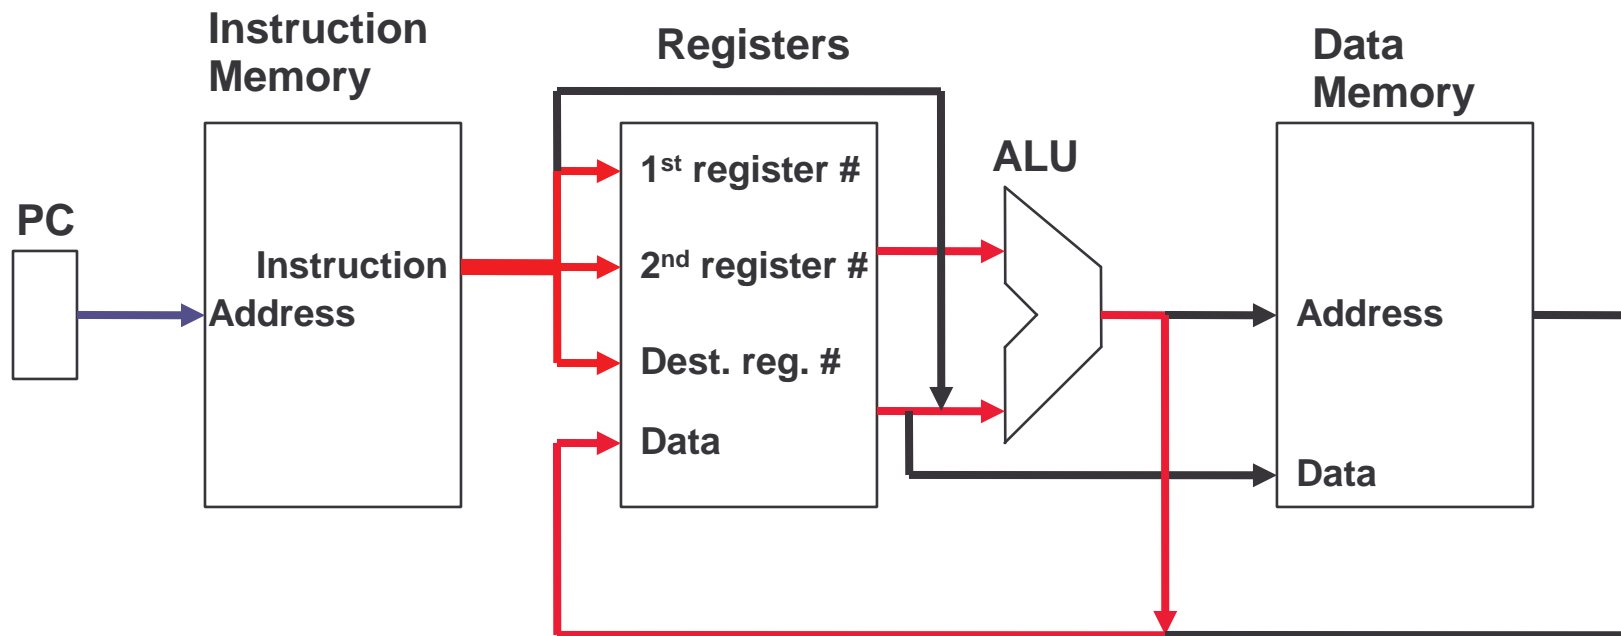 Instruction
Memory
Registers
Data
Memory
ALU
PC
1st register #
Instruction
2nd register #
Address
Address
Dest. reg. #
Data
Data